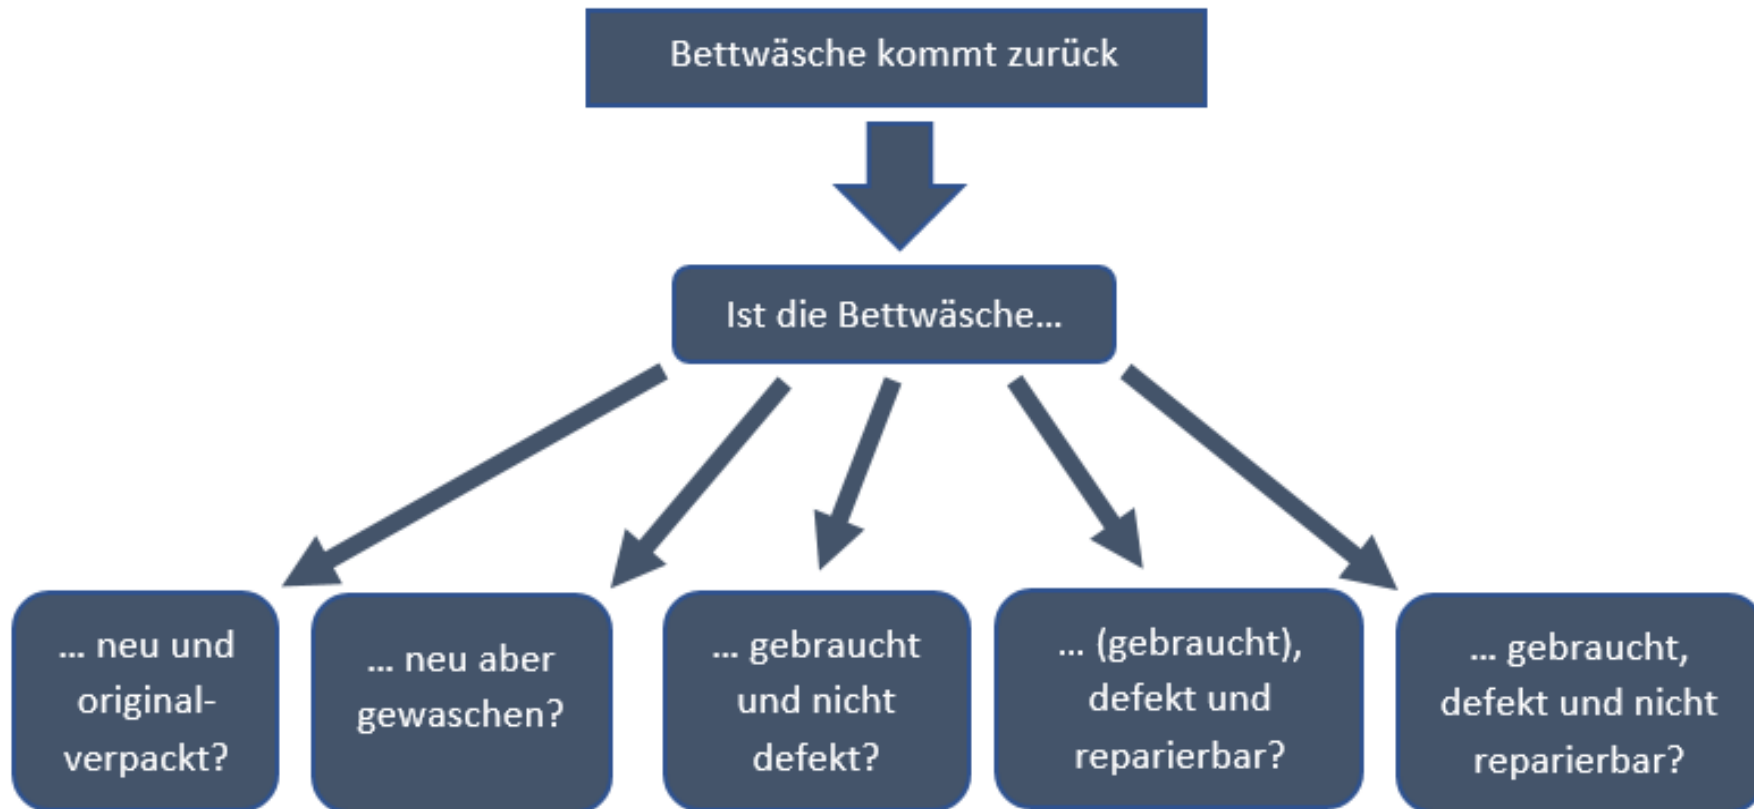 Bettwäsche kommt zurück
Ist die Bettwäsche…
… neu und
original-
verpackt?
… neu aber
gewaschen?
… gebraucht
und nicht
defekt?
… (gebraucht),
defekt und
reparierbar?
… gebraucht,
defekt und nicht
reparierbar?